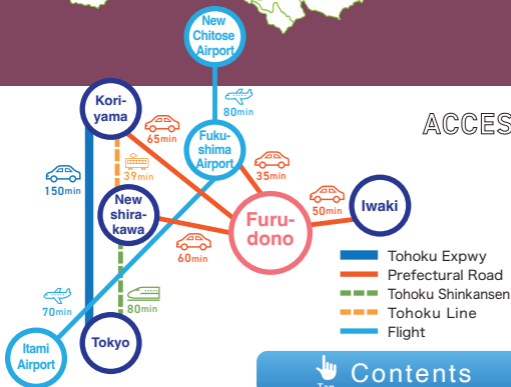 New
Chitose
Airport
80min
ACCES
Kori-
yama
65min
Fuku-
shima
Airport
35min
39min
150min
New
shira-
kawa
50min
Iwaki
Furu-
dono
60min
70min
80min
Itami
Airport
Tokyo
Tohoku Expwy
Prefectural Road
Tohoku Shinkansen
Tohoku Line
Flight
Contents
Tap